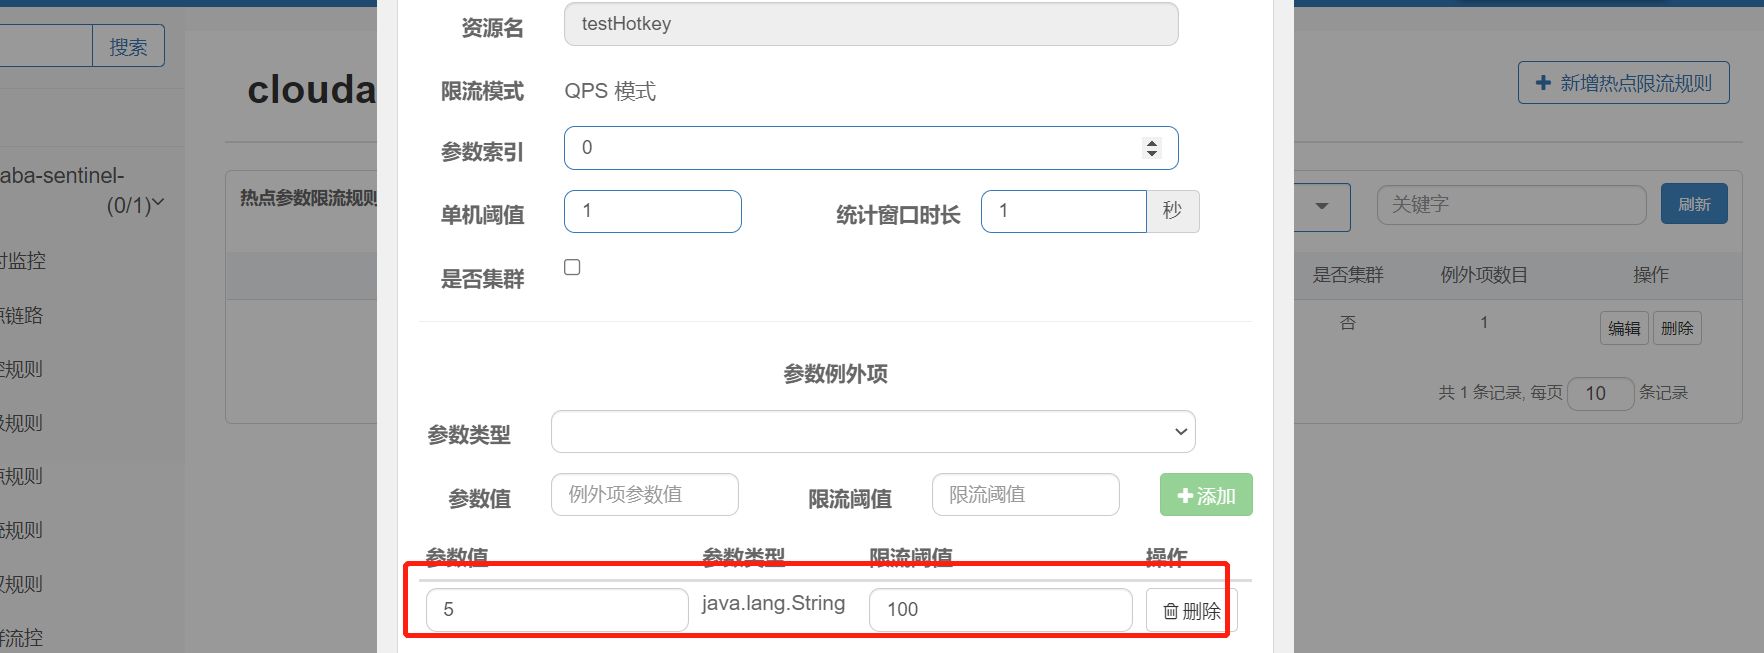 资源名 testHotkey
搜索
clouda
新增热点限流规则
限流模式 QPS 模式
参数索引 0
aba-sentinel-
(0/1)
热点参数限流规则
单机阈值 1 统计窗口时长 1 秒
关键字 刷新
时监控
是否集群
是否集群 例外项数目 操作
点链路
否 1 编辑 删除
控规则
参数例外项
共 1 条记录, 每页 10 条记录
级规则
参数类型
点规则
参数值 例外项参数值 限流阈值 限流阈值 添加
统规则
参数值 参数类型 限流阈值 操作
权规则
5 java.lang.String 100 删除
群流控